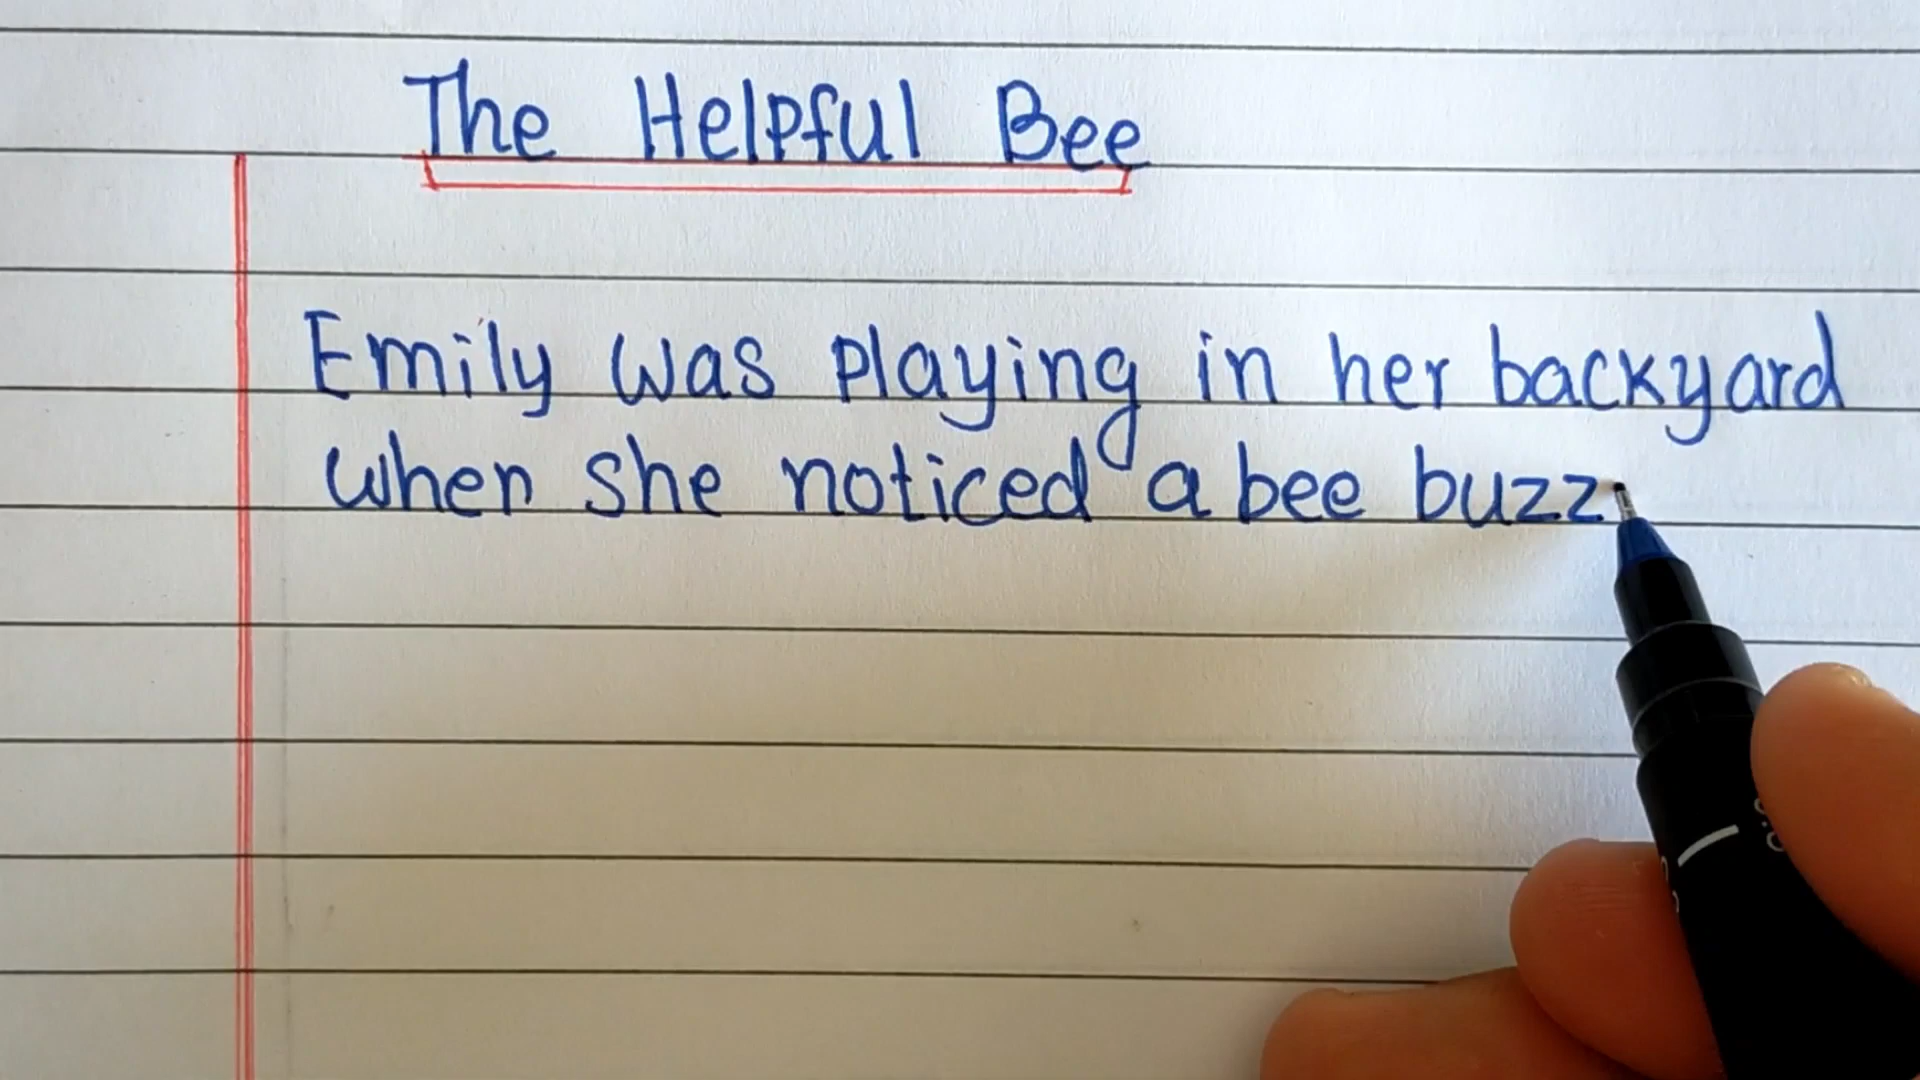 The Helpful Bee
Emily was playing in her backyard
when she noticed a bee buzz